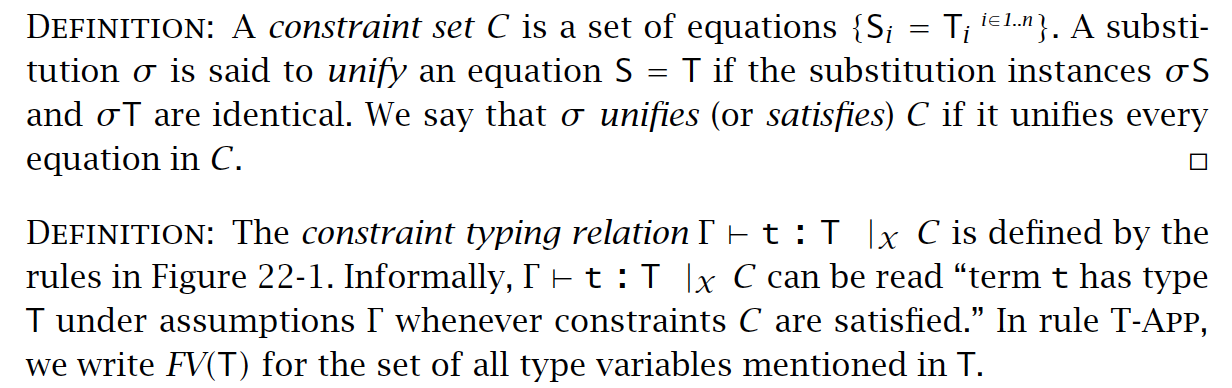 DEFINITION: A constraint set C is a set of equations {Sᵢ = Tᵢ ⁱ∈¹··ⁿ}. A substi-
tution σ is said to unify an equation S = T if the substitution instances σS
and σT are identical. We say that σ unifies (or satisfies) C if it unifies every
equation in C. □
DEFINITION: The constraint typing relation Γ ⊢ t : T |_X C is defined by the
rules in Figure 22-1. Informally, Γ ⊢ t : T |_X C can be read “term t has type
T under assumptions Γ whenever constraints C are satisfied.” In rule T-APP,
we write FV(T) for the set of all type variables mentioned in T.